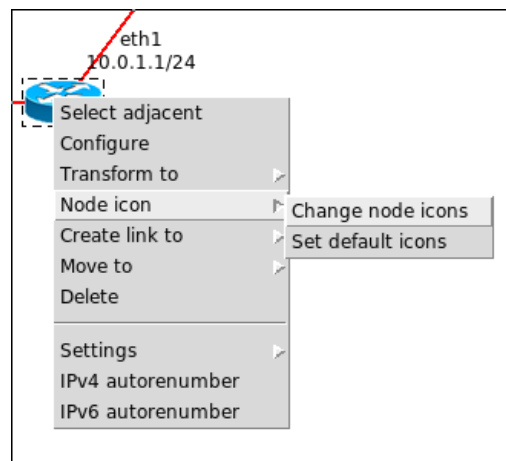 eth1
10.0.1.1/24
Select adjacent
Configure
Transform to
Node icon
Change node icons
Create link to
Set default icons
Move to
Delete
Settings
IPv4 autorenumber
IPv6 autorenumber